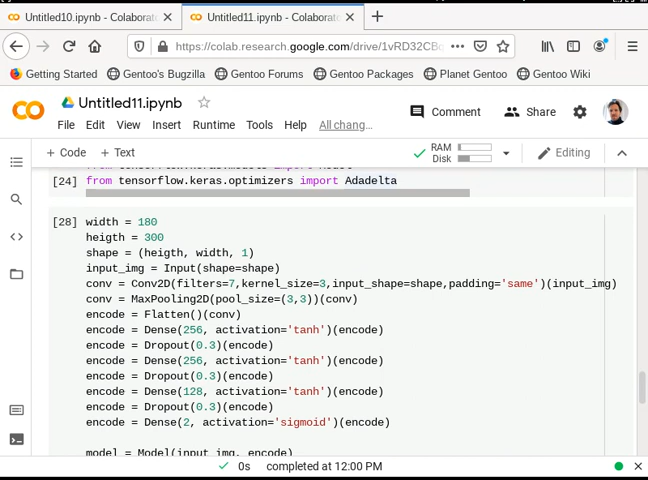 Untitled10.ipynb - Colaborat
Untitled11.ipynb - Colaborat
https://colab.research.google.com/drive/1vRD32CBc
Getting Started
Gentoo's Bugzilla
Gentoo Forums
Gentoo Packages
Planet Gentoo
Gentoo Wiki
Untitled11.ipynb
Comment
Share
File Edit View Insert Runtime Tools Help All chang...
+ Code + Text
RAM
Disk
Editing
[24] from tensorflow.keras.optimizers import Adadelta
[28] width = 180
heigth = 300
shape = (heigth, width, 1)
input_img = Input(shape=shape)
conv = Conv2D(filters=7,kernel_size=3,input_shape=shape,padding='same')(input_img)
conv = MaxPooling2D(pool_size=(3,3))(conv)
encode = Flatten()(conv)
encode = Dense(256, activation='tanh')(encode)
encode = Dropout(0.3)(encode)
encode = Dense(256, activation='tanh')(encode)
encode = Dropout(0.3)(encode)
encode = Dense(128, activation='tanh')(encode)
encode = Dropout(0.3)(encode)
encode = Dense(2, activation='sigmoid')(encode)
model = Model(input_img, encode)
0s completed at 12:00 PM